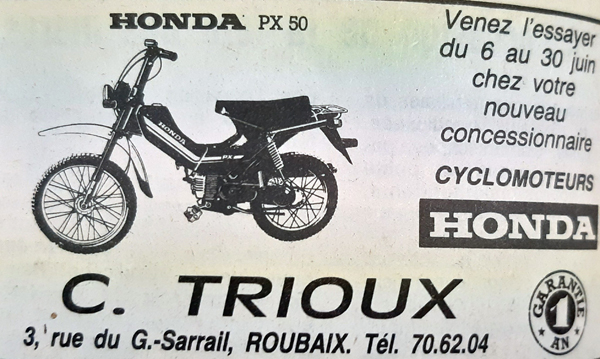 HONDA PX 50
Venez l'essayer
du 6 au 30 juin
chez votre
nouveau
concessionnaire
CYCLOMOTEURS
HONDA
HONDA
PX
C. TRIOUX
3, rue du G.-Sarrail, ROUBAIX. Tél. 70.62.04
GARANTIE
1
AN